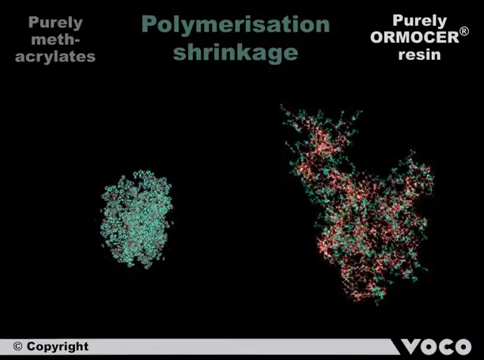 Purely
meth-
acrylates
Polymerisation
shrinkage
Purely
ORMOCER®
resin
© Copyright
VOCO